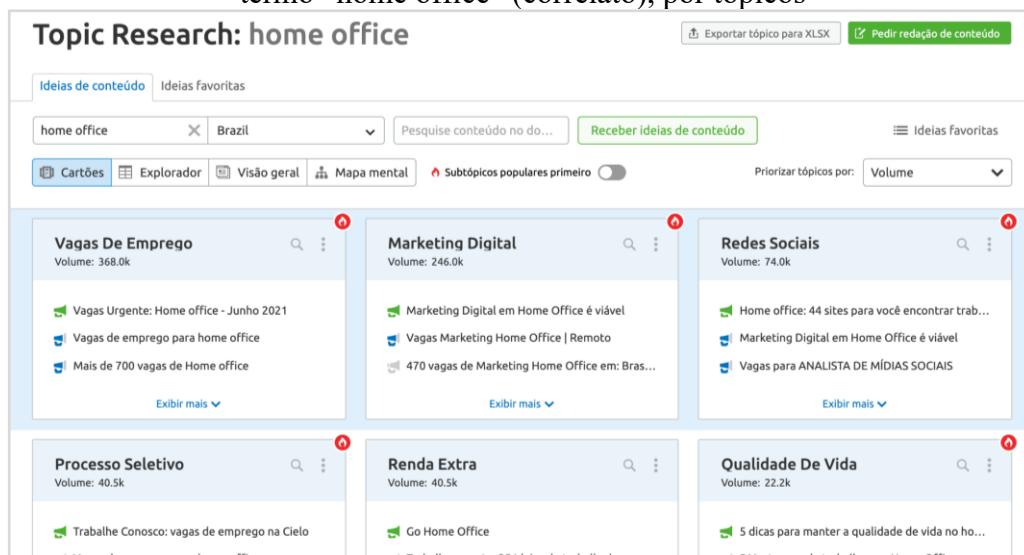 termo "home office" (correlato), por tópicos
Topic Research: home office
Exportar tópico para XLSX
Pedir redação de conteúdo
Ideias de conteúdo
Ideias favoritas
home office
Brazil
Pesquise conteúdo no do...
Receber ideias de conteúdo
Ideias favoritas
Cartões
Explorador
Visão geral
Mapa mental
Subtópicos populares primeiro
Priorizar tópicos por:
Volume
Vagas De Emprego
Volume: 368.0k
Vagas Urgente: Home office - Junho 2021
Vagas de emprego para home office
Mais de 700 vagas de Home office
Exibir mais
Marketing Digital
Volume: 246.0k
Marketing Digital em Home Office é viável
Vagas Marketing Home Office | Remoto
470 vagas de Marketing Home Office em: Bras...
Exibir mais
Redes Sociais
Volume: 74.0k
Home office: 44 sites para você encontrar trab...
Marketing Digital em Home Office é viável
Vagas para ANALISTA DE MÍDIAS SOCIAIS
Exibir mais
Processo Seletivo
Volume: 40.5k
Trabalhe Conosco: vagas de emprego na Cielo
Renda Extra
Volume: 40.5k
Go Home Office
Qualidade De Vida
Volume: 22.2k
5 dicas para manter a qualidade de vida no ho...